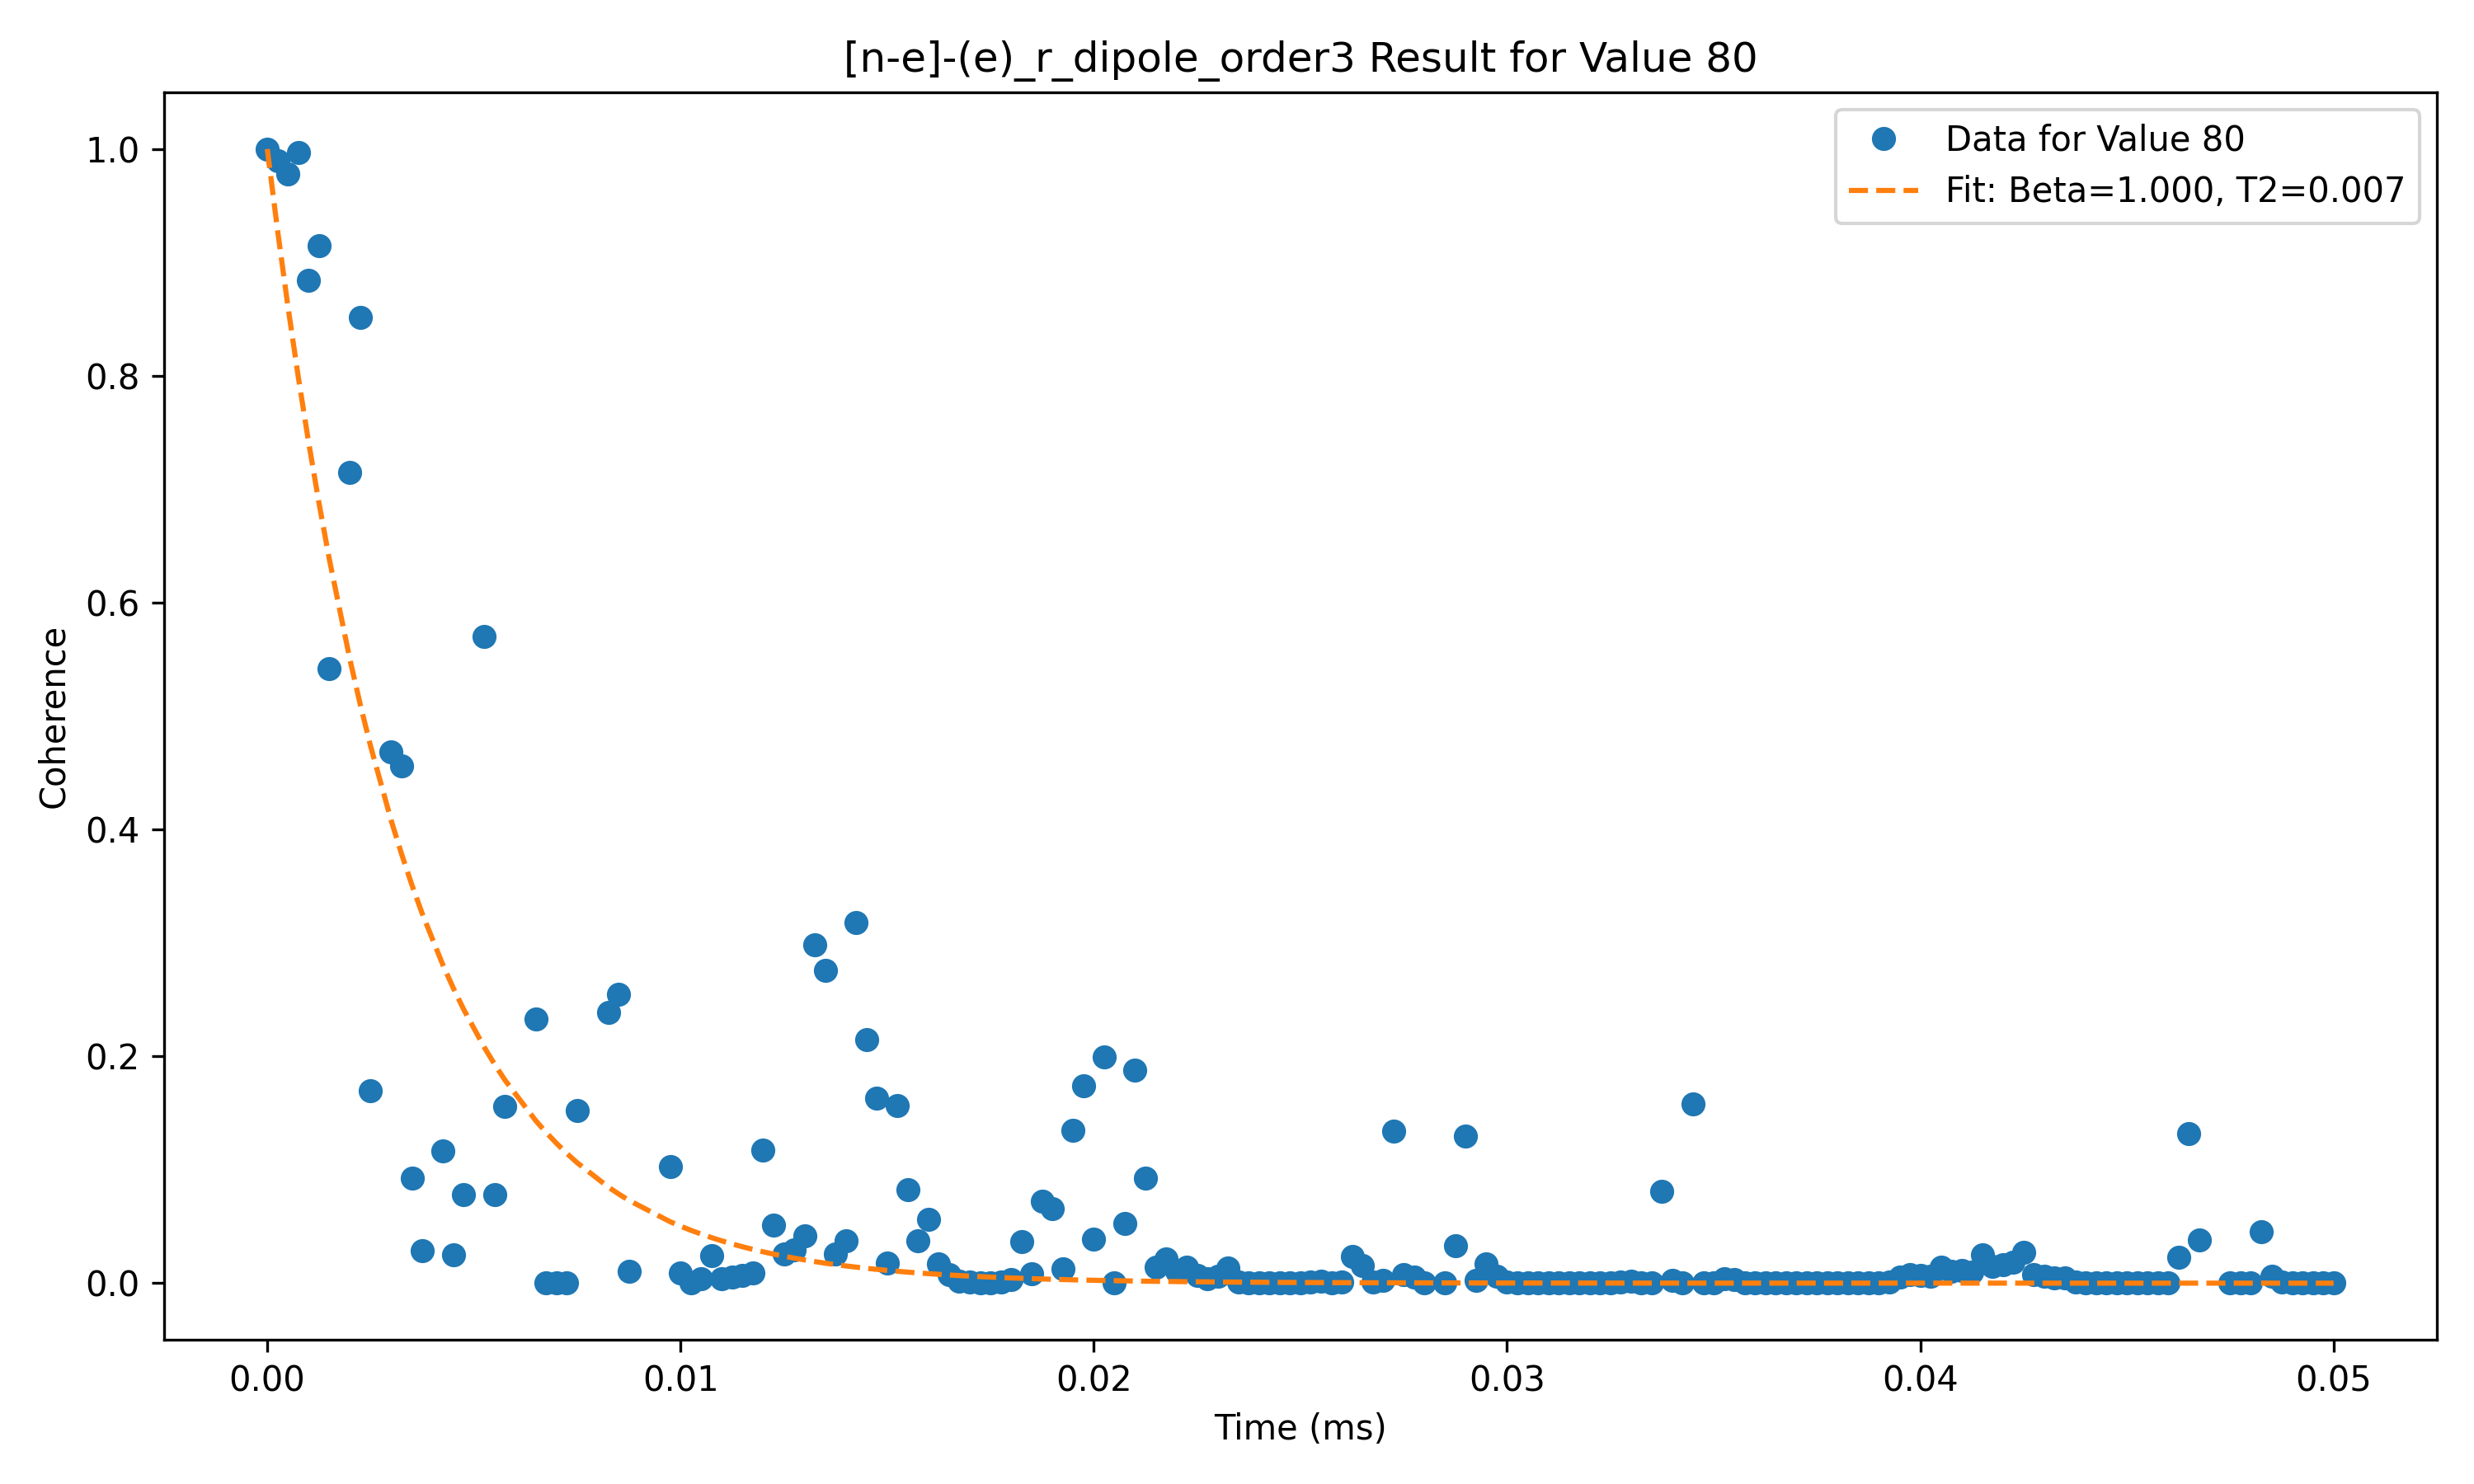 [n-e]-(e)_r_dipole_order3 Result for Value 80
Data for Value 80
Fit: Beta=1.000, T2=0.007
1.0
0.8
0.6
0.4
0.2
0.0
Coherence
0.00 0.01 0.02 0.03 0.04 0.05
Time (ms)